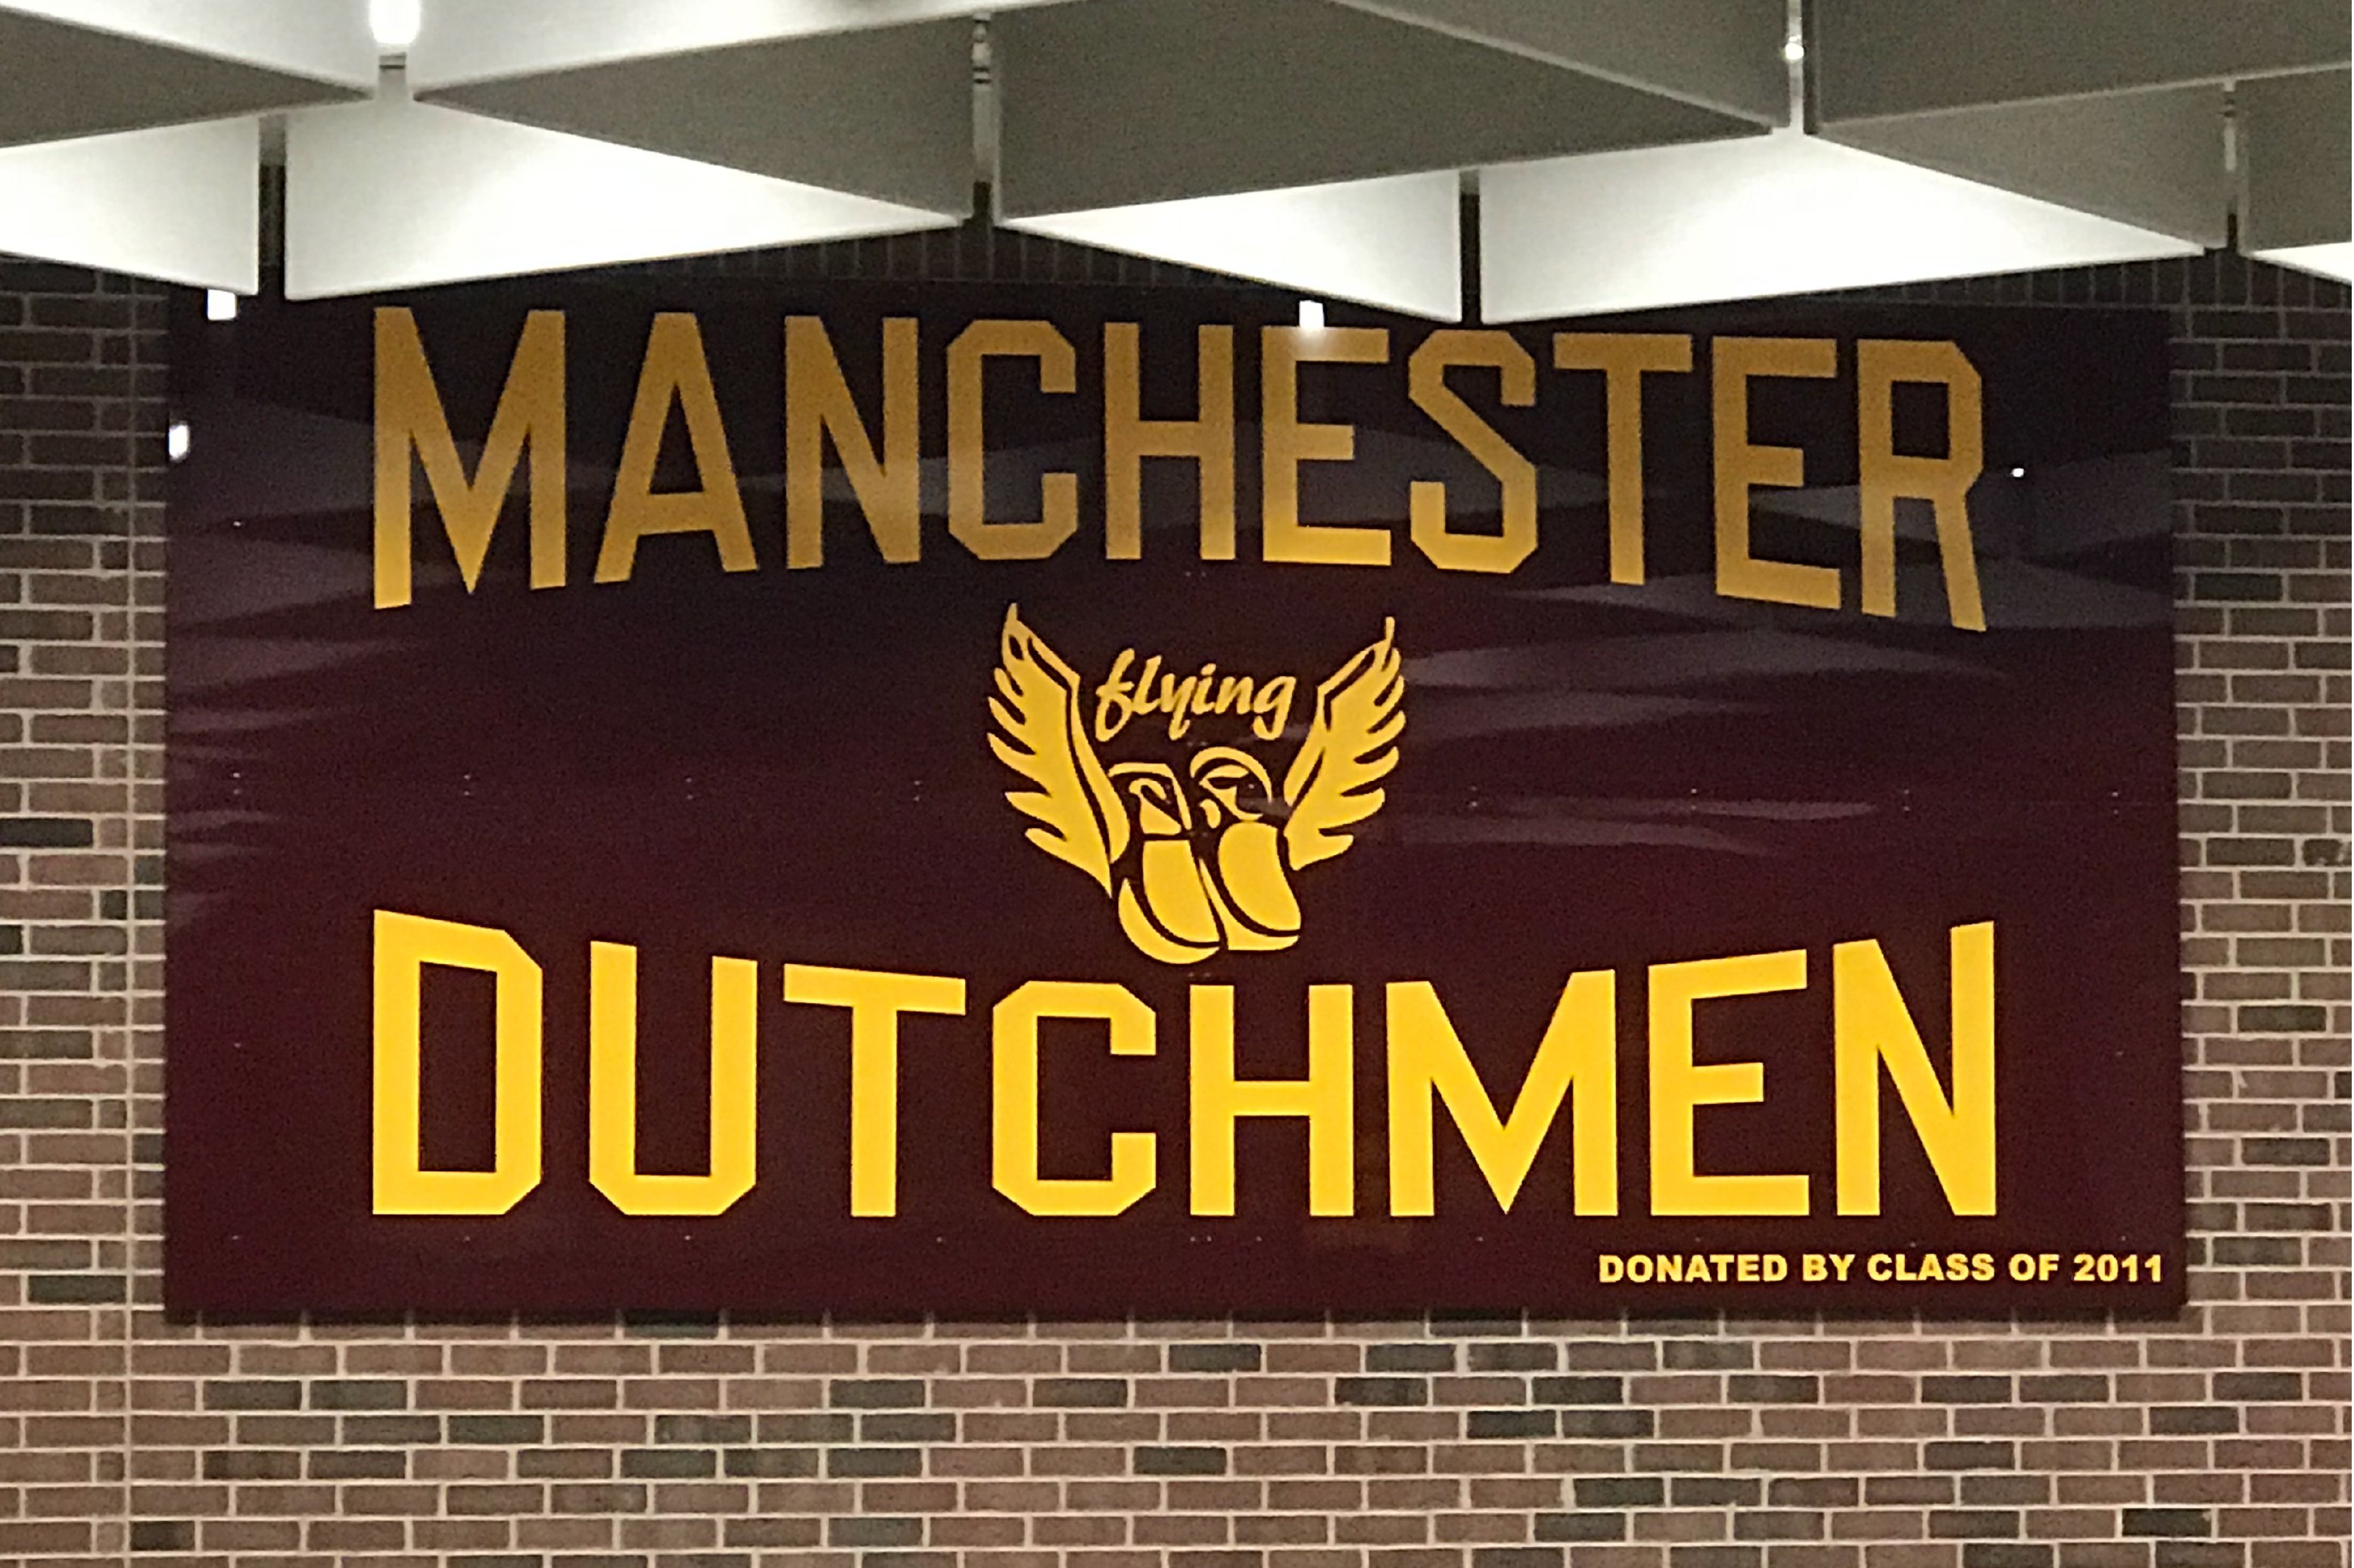 MANCHESTER
flying
DUTCHMEN
DONATED BY CLASS OF 2011